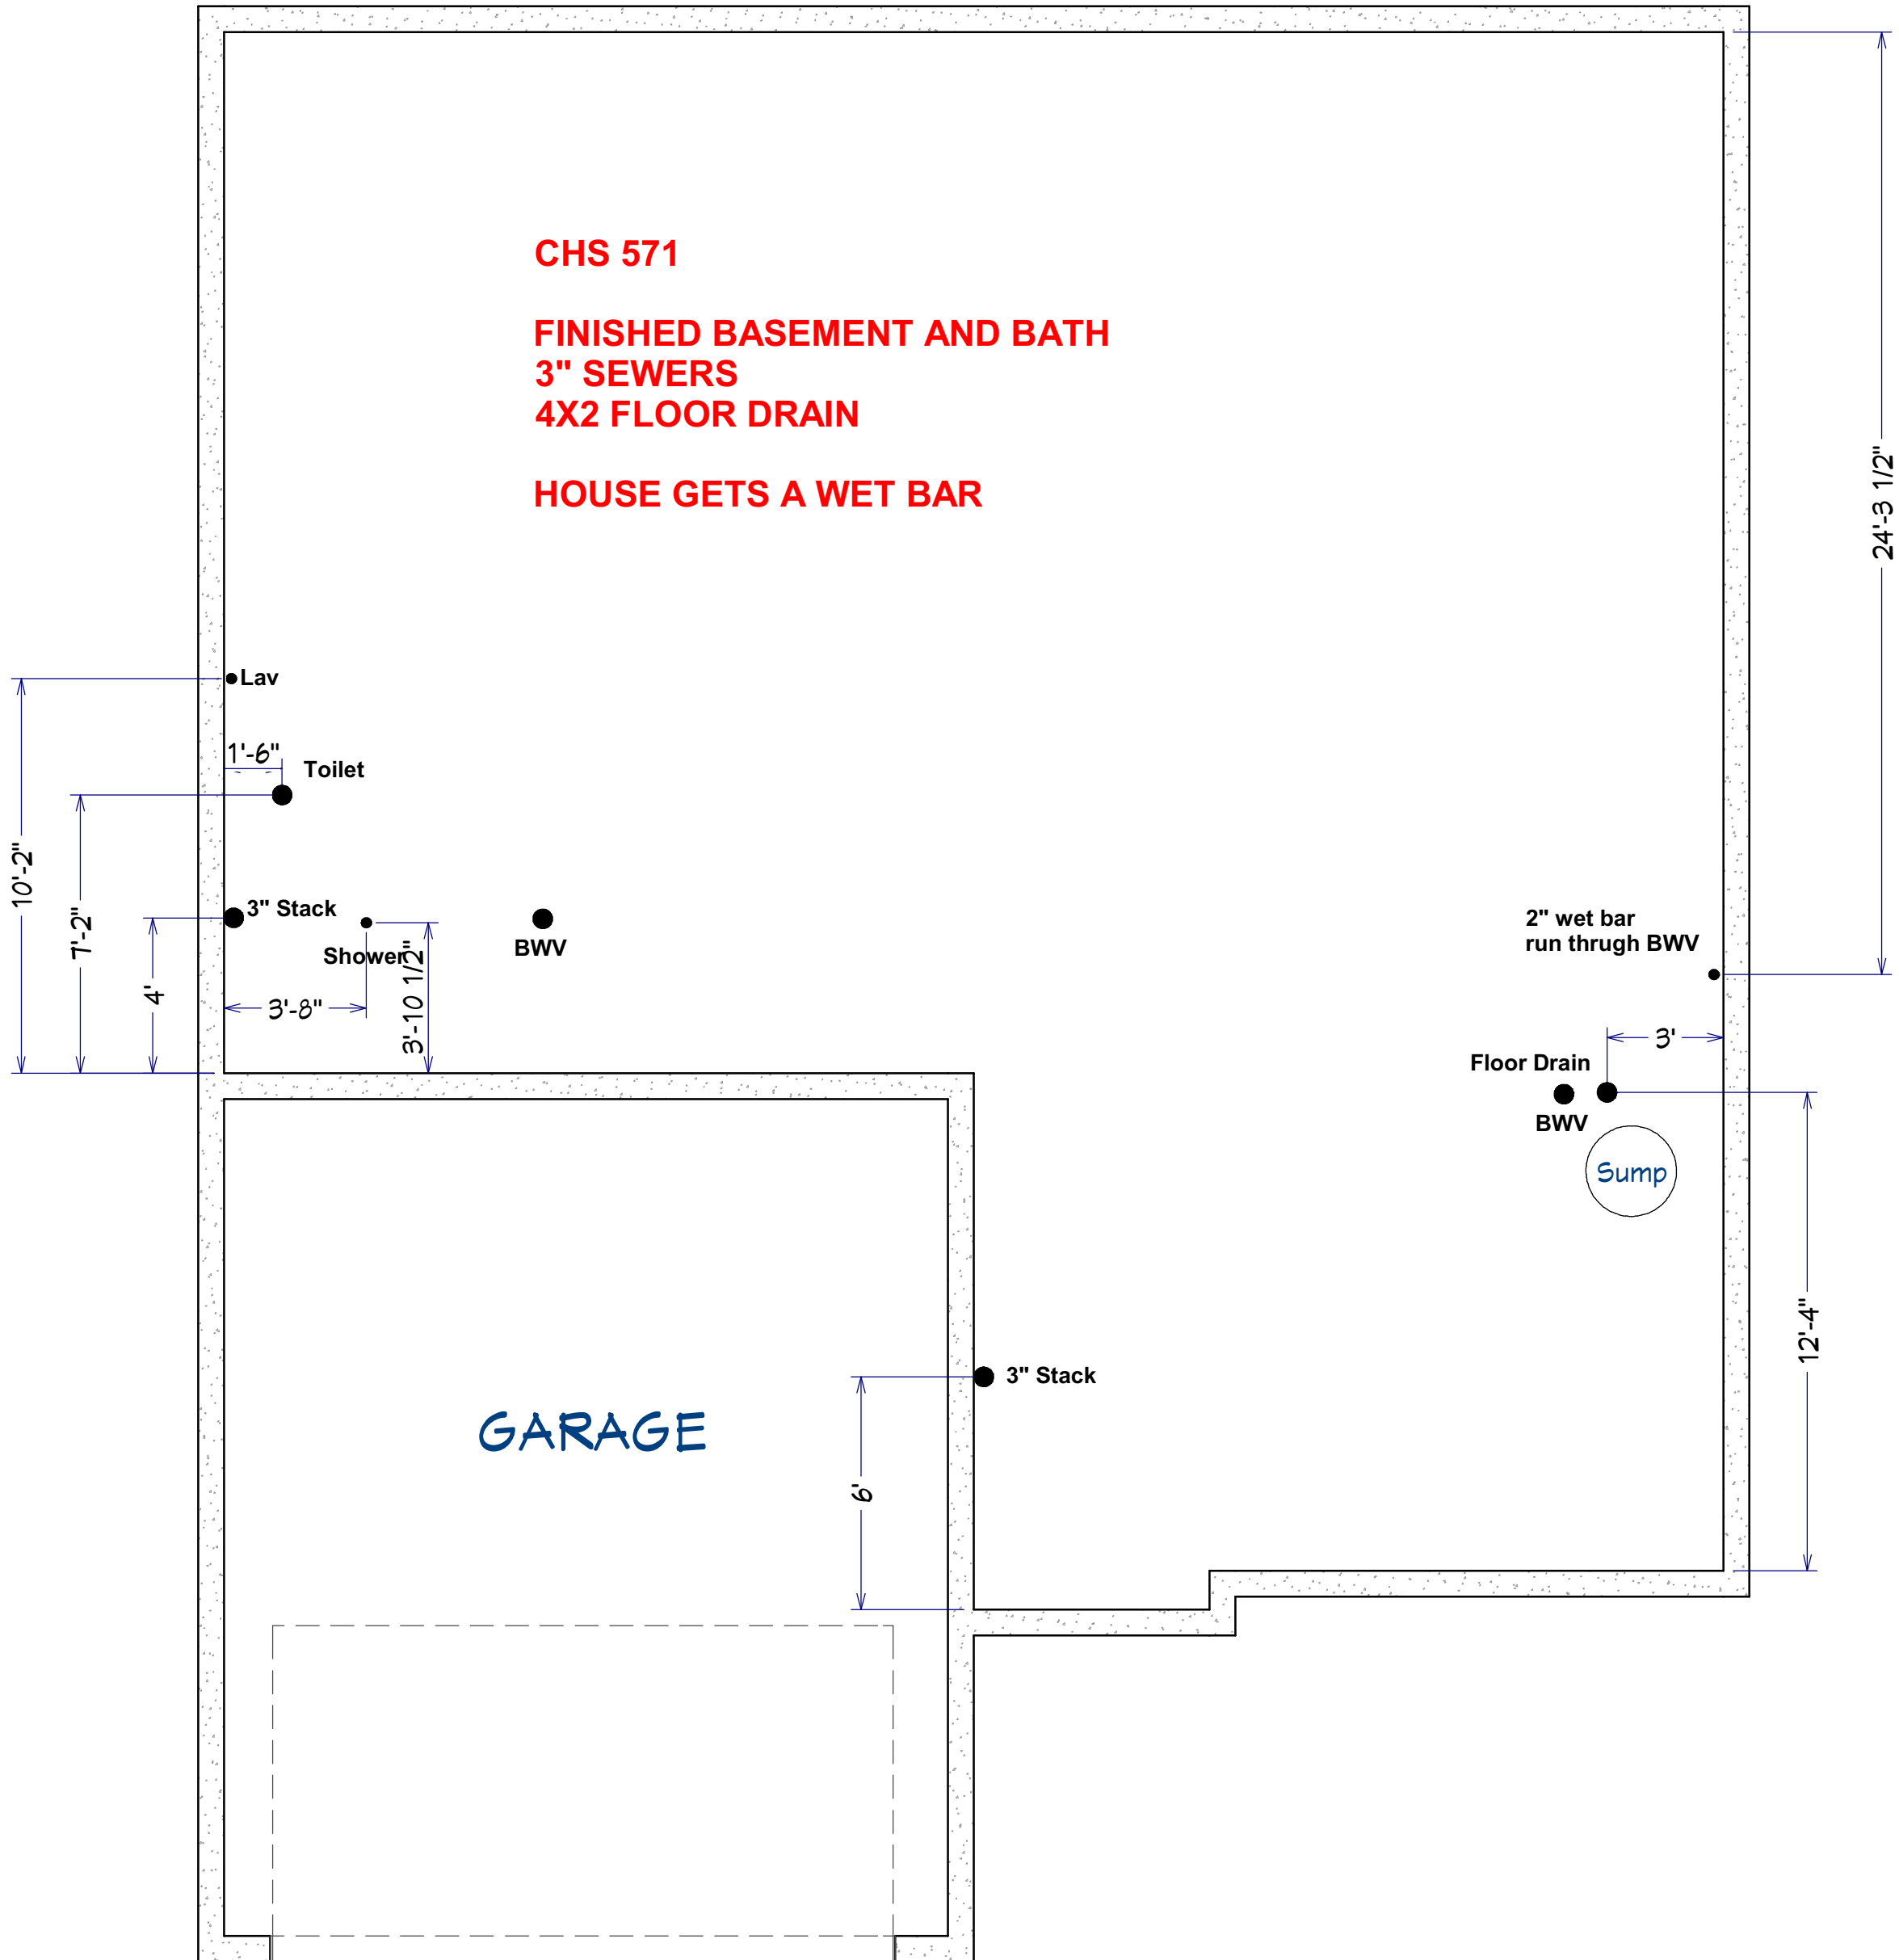 CHS 571
FINISHED BASEMENT AND BATH
3" SEWERS
4X2 FLOOR DRAIN
HOUSE GETS A WET BAR
24'-3 1/2"
Lav
1'-6"
Toilet
10'-2"
7'-2"
4'
3" Stack
Shower
3'-8"
3'-10 1/2"
BWV
2" wet bar
run thrugh BWV
3'
Floor Drain
BWV
Sump
12'-4"
3" Stack
GARAGE
6'